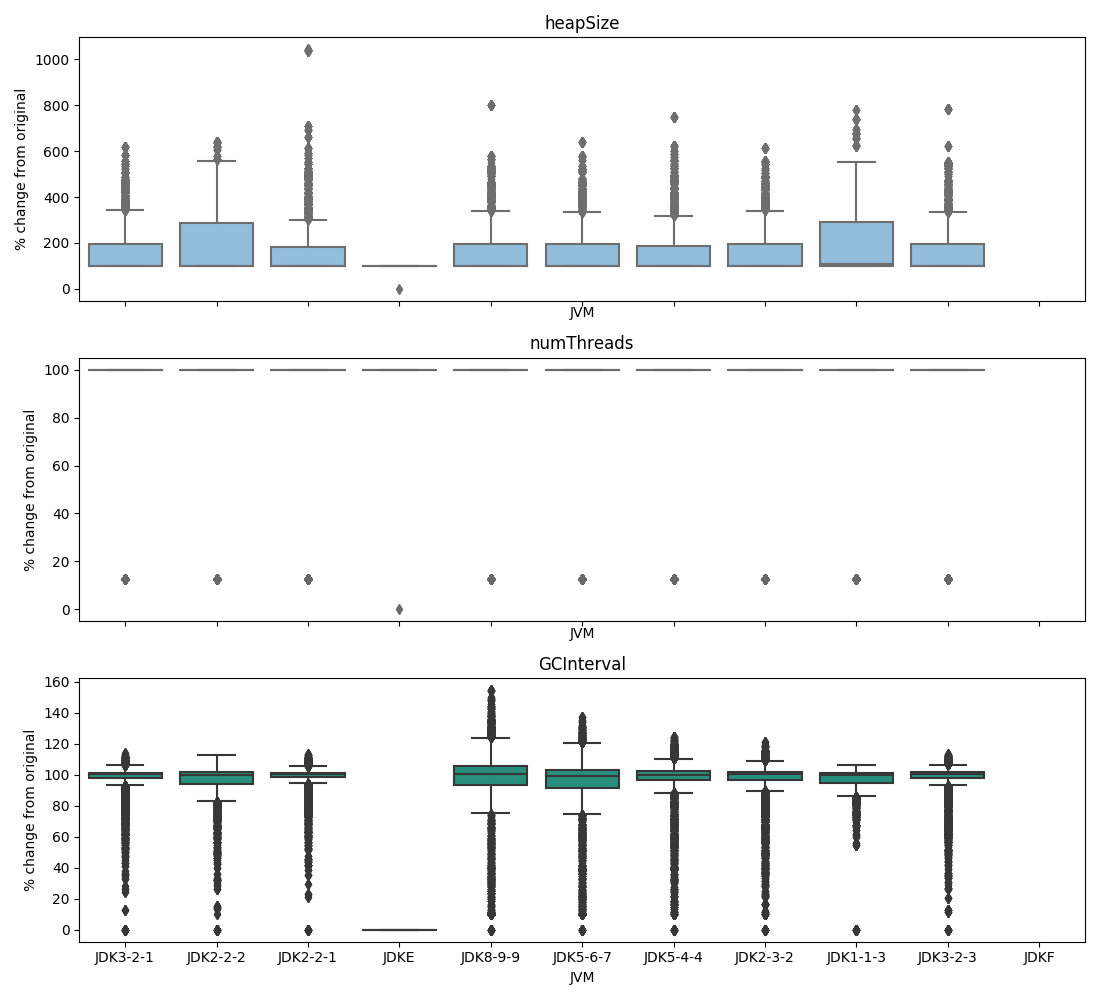 heapSize
% change from original
1000
800
600
400
200
0
JVM
numThreads
% change from original
100
80
60
40
20
0
JVM
GCInterval
% change from original
160
140
120
100
80
60
40
20
0
JDK3-2-1 JDK2-2-2 JDK2-2-1 JDKE JDK8-9-9 JDK5-6-7 JDK5-4-4 JDK2-3-2 JDK1-1-3 JDK3-2-3 JDKF
JVM